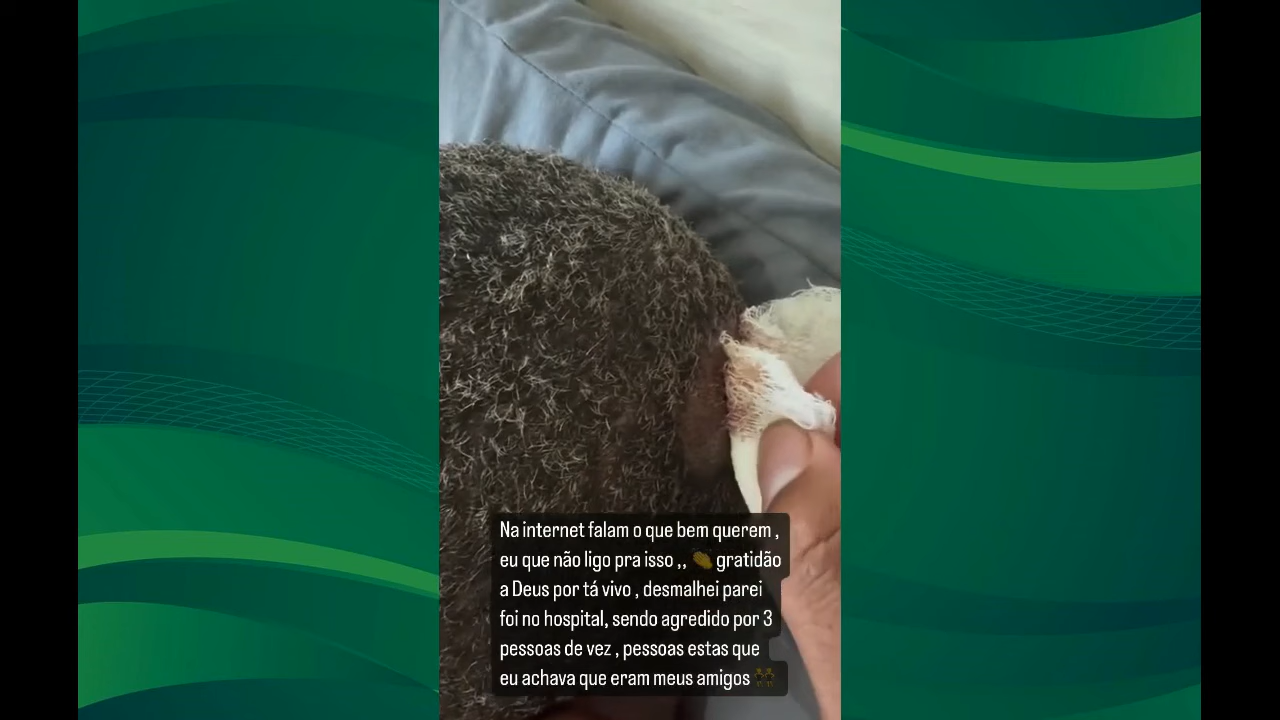 Na internet falam o que bem querem ,
eu que não ligo pra isso ,, 👏 gratidão
a Deus por tá vivo , desmalhei parei
foi no hospital, sendo agredido por 3
pessoas de vez , pessoas estas que
eu achava que eram meus amigos 👯